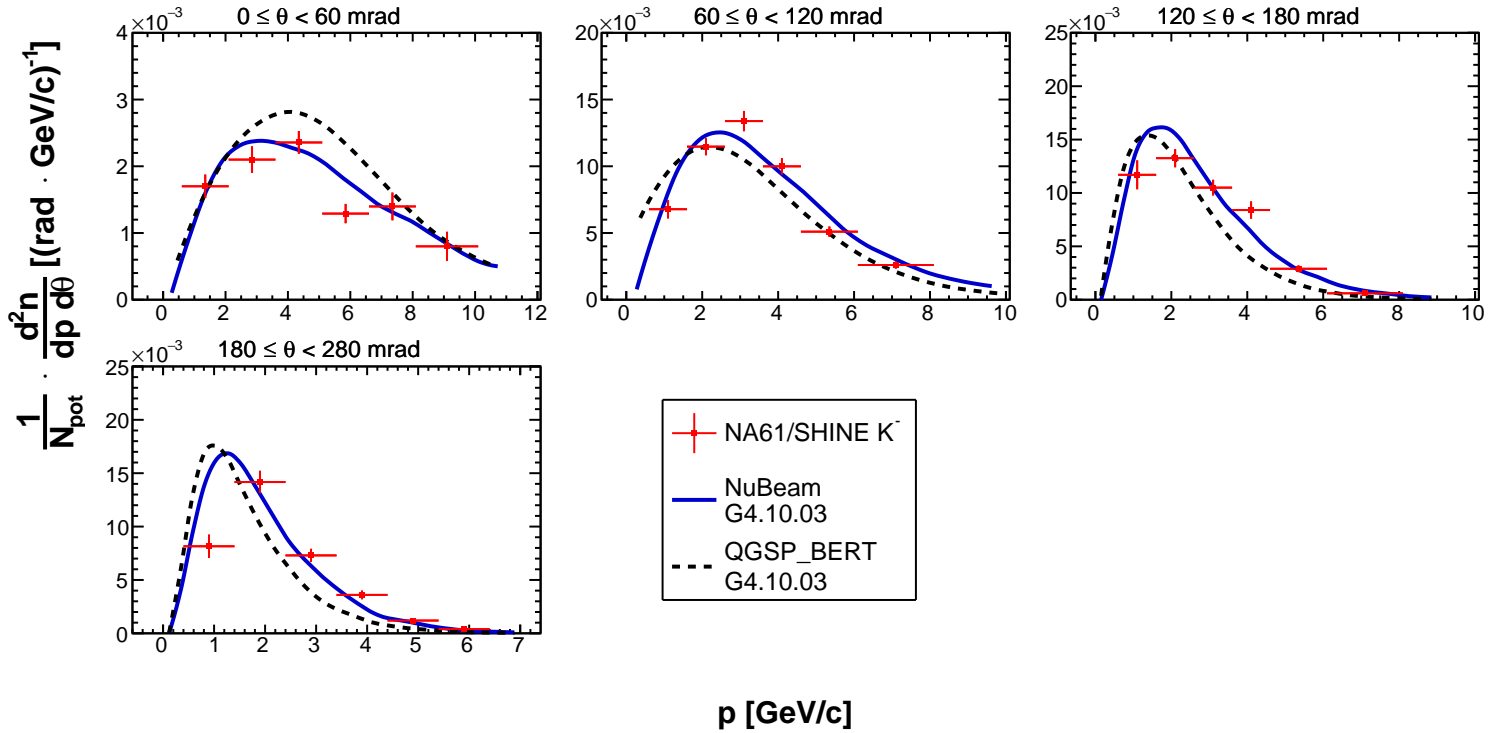 1/N_pot · d²n/dp dθ [(rad · GeV/c)⁻¹]
×10⁻³
0 ≤ θ < 60 mrad
4
3
2
1
0
0 2 4 6 8 10 12
×10⁻³
60 ≤ θ < 120 mrad
20
15
10
5
0
0 2 4 6 8 10
×10⁻³
120 ≤ θ < 180 mrad
25
20
15
10
5
0
0 2 4 6 8 10
×10⁻³
180 ≤ θ < 280 mrad
25
20
15
10
5
0
0 1 2 3 4 5 6 7
NA61/SHINE K⁻
NuBeam
G4.10.03
QGSP_BERT
G4.10.03
p [GeV/c]